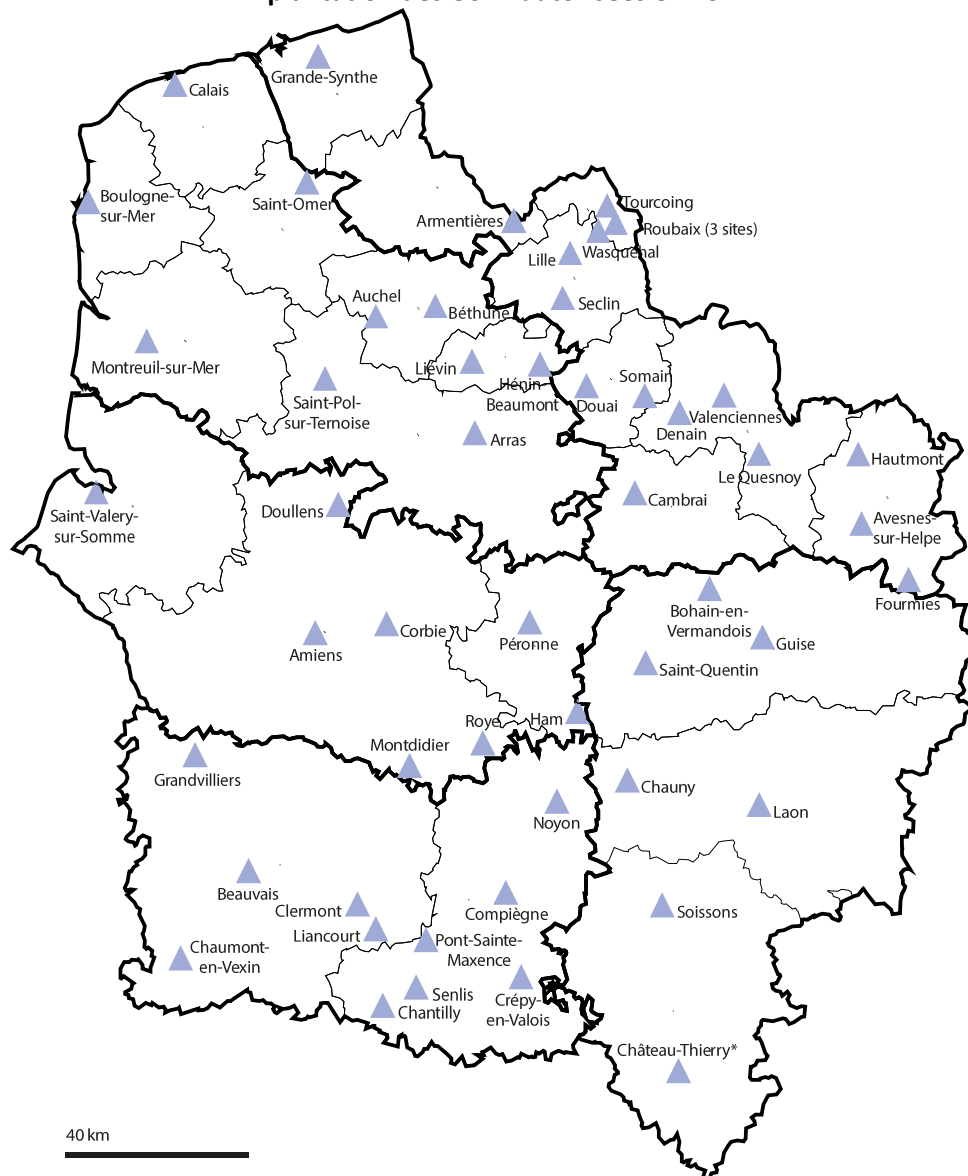 Grande-Synthe
Calais
Boulogne-
sur-Mer
Saint-Omer
Armentières
Tourcoing
Roubaix (3 sites)
Wasquehal
Lille
Auchel
Béthune
Seclin
Montreuil-sur-Mer
Liévin
Hénin
Beaumont
Somain
Douai
Saint-Pol-
sur-Ternoise
Valenciennes
Denain
Arras
Hautmont
Le Quesnoy
Cambrai
Saint-Valery-
sur-Somme
Doullens
Avesnes-
sur-Helpe
Fourmies
Bohain-en-
Vermandois
Corbie
Péronne
Guise
Amiens
Saint-Quentin
Roye
Ham
Montdidier
Grandvilliers
Chauny
Laon
Noyon
Beauvais
Clermont
Compiègne
Soissons
Liancourt
Pont-Sainte-
Maxence
Chaumont-
en-Vexin
Senlis
Crépy-
en-Valois
Chantilly
Château-Thierry*
40 km